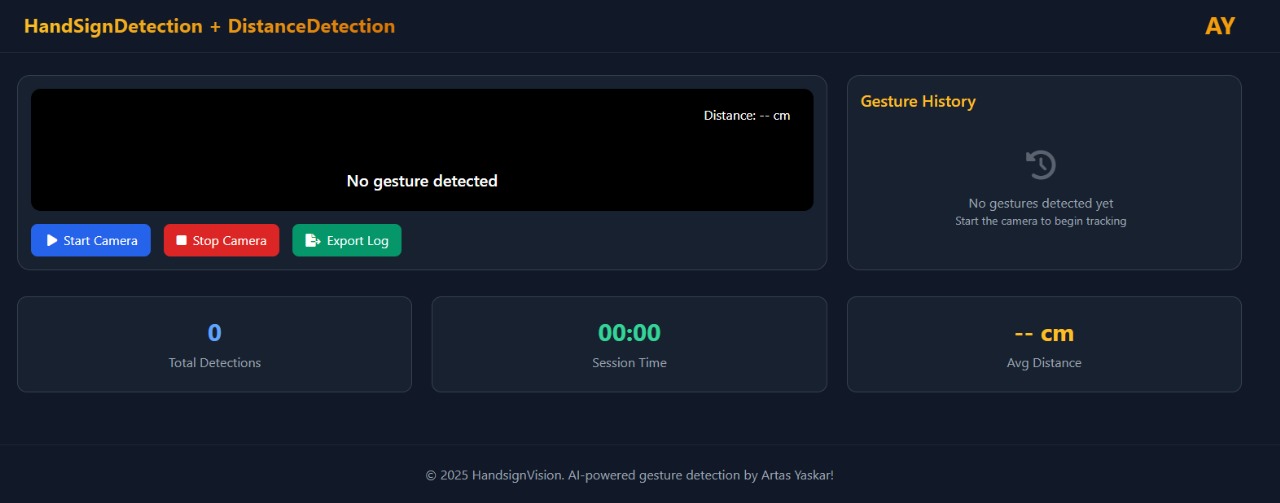 HandSignDetection + DistanceDetection
AY
Distance: -- cm
No gesture detected
Start Camera
Stop Camera
Export Log
Gesture History
No gestures detected yet
Start the camera to begin tracking
0
Total Detections
00:00
Session Time
-- cm
Avg Distance
© 2025 HandsignVision. AI-powered gesture detection by Artas Yaskar!